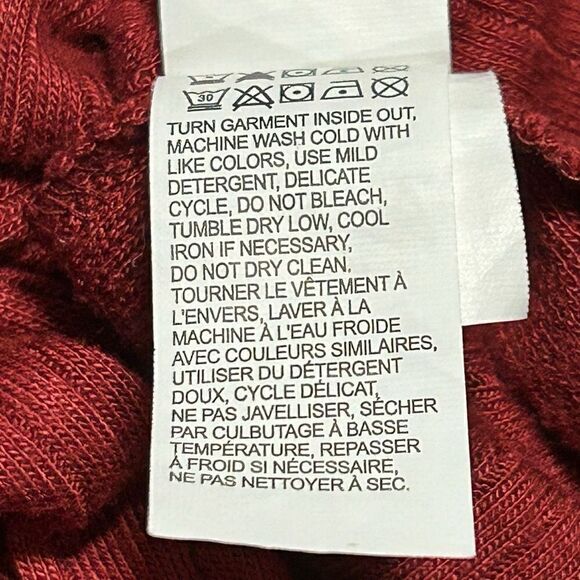 30
TURN GARMENT INSIDE OUT,
MACHINE WASH COLD WITH
LIKE COLORS, USE MILD
DETERGENT, DELICATE
CYCLE, DO NOT BLEACH,
TUMBLE DRY LOW, COOL
IRON IF NECESSARY,
DO NOT DRY CLEAN.
TOURNER LE VÊTEMENT À
L'ENVERS, LAVER À LA
MACHINE À L'EAU FROIDE
AVEC COULEURS SIMILAIRES,
UTILISER DU DÉTERGENT
DOUX, CYCLE DÉLICAT,
NE PAS JAVELLISER, SÉCHER
PAR CULBUTAGE À BASSE
TEMPÉRATURE, REPASSER
À FROID SI NÉCESSAIRE,
NE PAS NETTOYER À SEC.